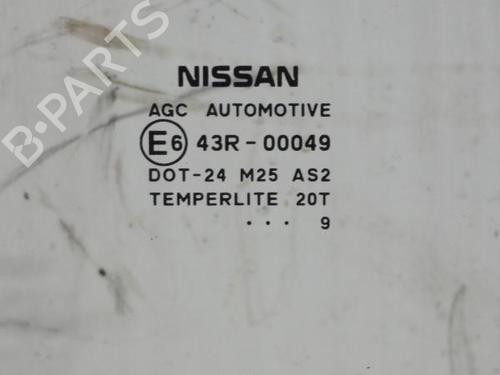 B-PARTS
NISSAN
AGC AUTOMOTIVE
E6 43R-00049
DOT-24 M25 AS2
TEMPERLITE 20T
... 9